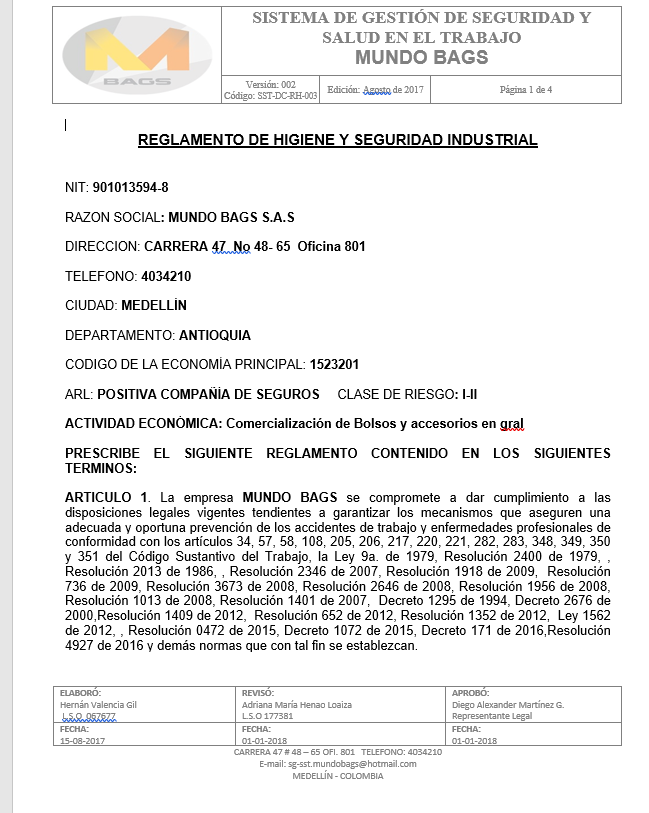 SISTEMA DE GESTIÓN DE SEGURIDAD Y
SALUD EN EL TRABAJO
MUNDO BAGS
M
BAGS
Versión: 002
Código: SST-DC-RH-003
Edición: Agosto de 2017
Página 1 de 4
REGLAMENTO DE HIGIENE Y SEGURIDAD INDUSTRIAL
NIT: 901013594-8
RAZON SOCIAL: MUNDO BAGS S.A.S
DIRECCION: CARRERA 47  No 48- 65  Oficina 801
TELEFONO: 4034210
CIUDAD: MEDELLÍN
DEPARTAMENTO: ANTIOQUIA
CODIGO DE LA ECONOMÍA PRINCIPAL: 1523201
ARL: POSITIVA COMPAÑÍA DE SEGUROS     CLASE DE RIESGO: I-II
ACTIVIDAD ECONÓMICA: Comercialización de Bolsos y accesorios en gral
PRESCRIBE EL SIGUIENTE REGLAMENTO CONTENIDO EN LOS SIGUIENTES
TERMINOS:
ARTICULO 1. La empresa MUNDO BAGS se compromete a dar cumplimiento a las
disposiciones legales vigentes tendientes a garantizar los mecanismos que aseguren una
adecuada y oportuna prevención de los accidentes de trabajo y enfermedades profesionales de
conformidad con los artículos 34, 57, 58, 108, 205, 206, 217, 220, 221, 282, 283, 348, 349, 350
y 351 del Código Sustantivo del Trabajo, la Ley 9a. de 1979, Resolución 2400 de 1979, ,
Resolución 2013 de 1986, , Resolución 2346 de 2007, Resolución 1918 de 2009,  Resolución
736 de 2009, Resolución 3673 de 2008, Resolución 2646 de 2008, Resolución 1956 de 2008,
Resolución 1013 de 2008, Resolución 1401 de 2007,  Decreto 1295 de 1994, Decreto 2676 de
2000,Resolución 1409 de 2012,  Resolución 652 de 2012, Resolución 1352 de 2012,  Ley 1562
de 2012, , Resolución 0472 de 2015, Decreto 1072 de 2015, Decreto 171 de 2016,Resolución
4927 de 2016 y demás normas que con tal fin se establezcan.
ELABORÓ:
Hernán Valencia Gil
L.S.O  067677
REVISÓ:
Adriana María Henao Loaiza
L.S.O 177381
APROBÓ:
Diego Alexander Martínez G.
Representante Legal
FECHA:
15-08-2017
FECHA:
01-01-2018
FECHA:
01-01-2018
CARRERA 47 # 48 – 65 OFI. 801   TELEFONO: 4034210
E-mail: sg-sst.mundobags@hotmail.com
MEDELLÍN - COLOMBIA